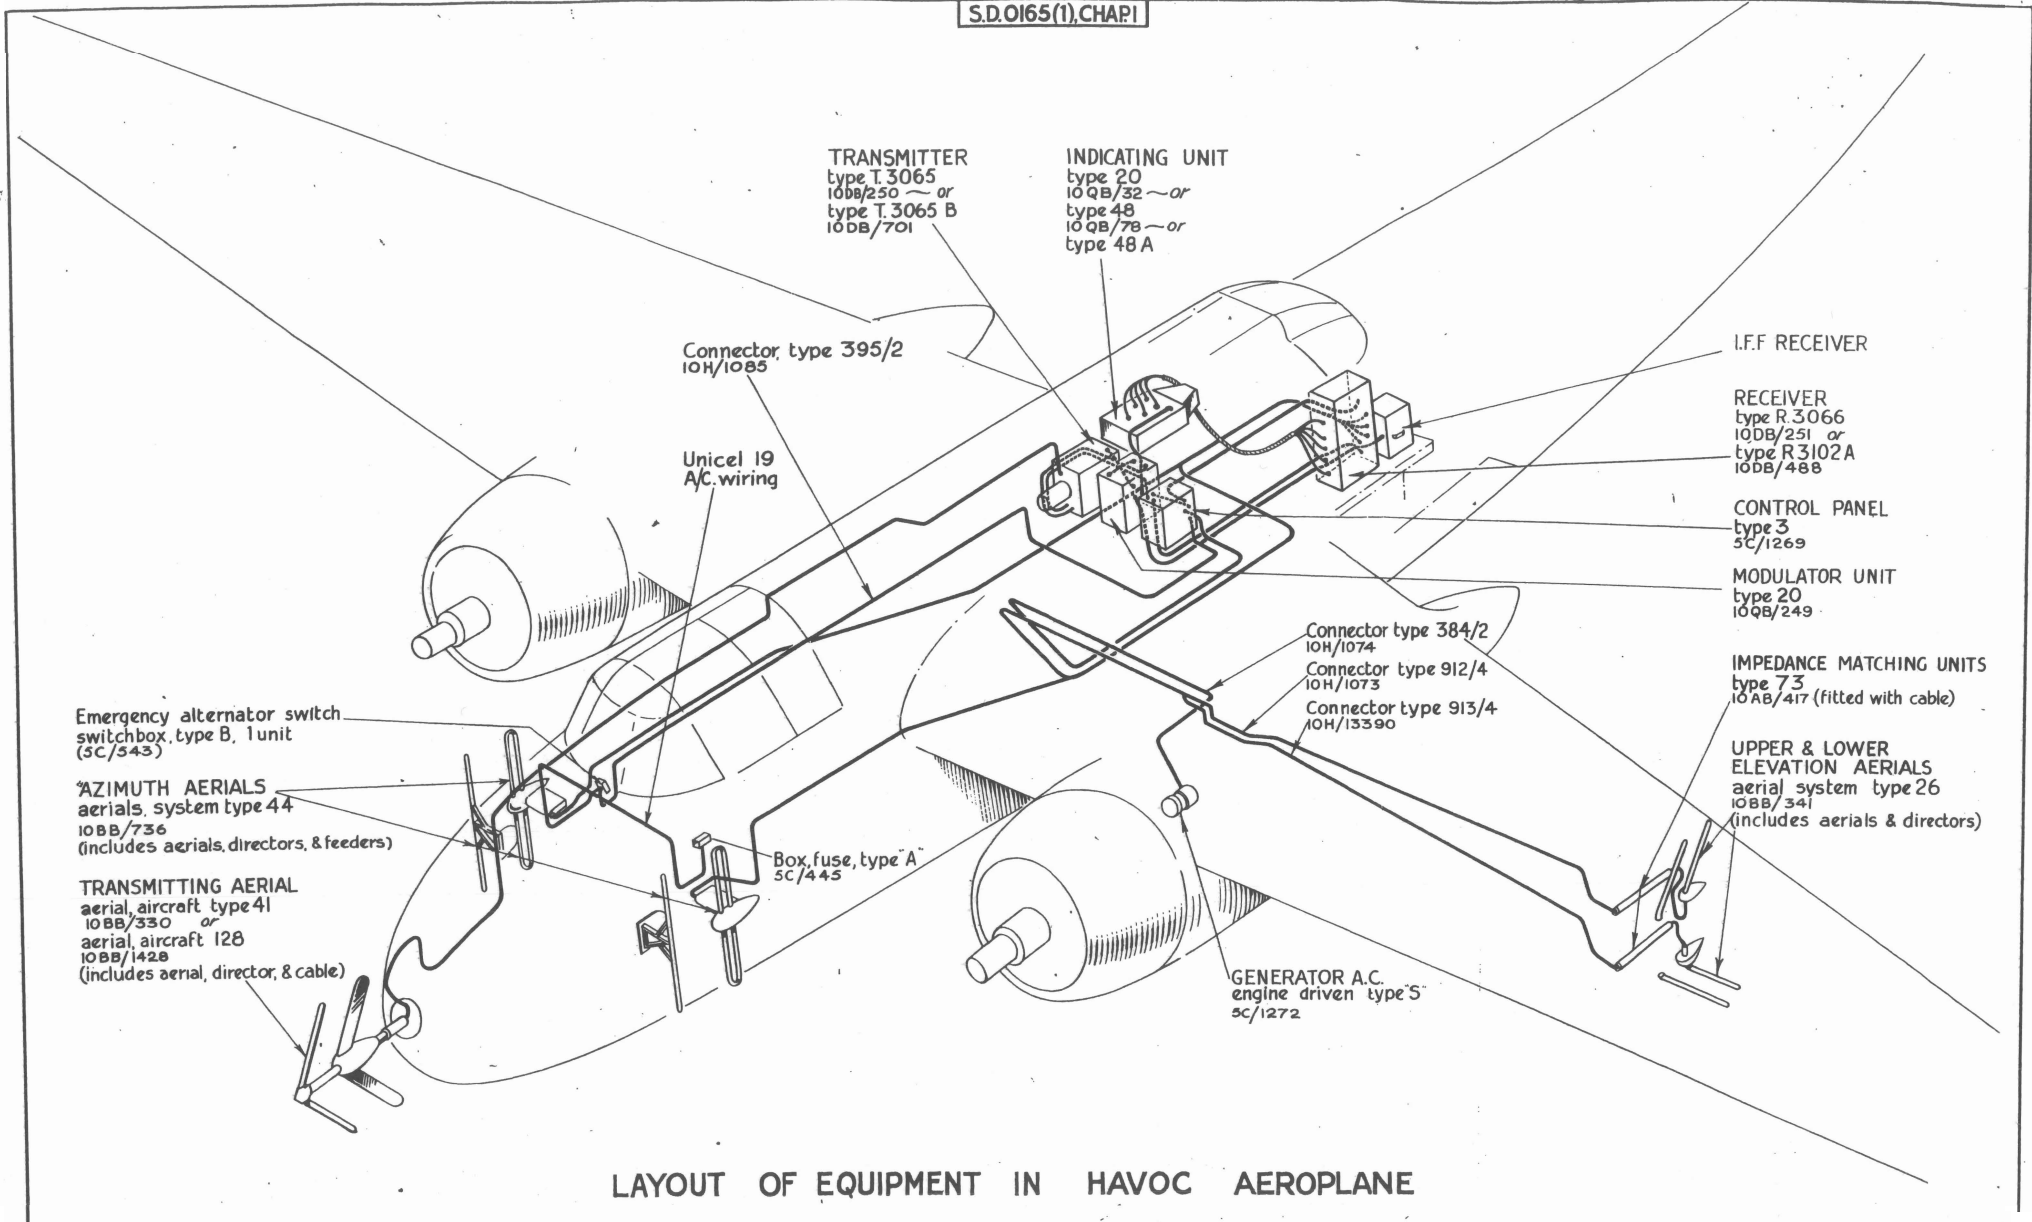 S.D.0165(1),CHAP.1
TRANSMITTER
type T.3065
10DB/250 ~ or
type T.3065 B
10DB/701
INDICATING UNIT
type 20
10QB/32 ~ or
type 48
10QB/78 ~ or
type 48A
Connector, type 395/2
10H/1085
Unicel 19
A/C. wiring
I.F.F RECEIVER
RECEIVER
type R.3066
10DB/251 or
type R3102A
10DB/488
CONTROL PANEL
type 3
5C/1269
MODULATOR UNIT
type 20
10QB/249
Connector type 384/2
10H/1074
Connector type 912/4
10H/1073
Connector type 913/4
10H/13390
IMPEDANCE MATCHING UNITS
type 73
10AB/417 (fitted with cable)
UPPER & LOWER
ELEVATION AERIALS
aerial system type 26
10BB/341
(includes aerials & directors)
Emergency alternator switch
switchbox, type B, 1 unit
(5C/543)
AZIMUTH AERIALS
aerials, system type 44
10BB/736
(includes aerials, directors, & feeders)
TRANSMITTING AERIAL
aerial, aircraft type 41
10BB/330 or
aerial, aircraft 128
10BB/1428
(includes aerial, director, & cable)
Box, fuse, type "A"
5C/445
GENERATOR A.C.
engine driven type "S"
5C/1272
LAYOUT OF EQUIPMENT IN HAVOC AEROPLANE